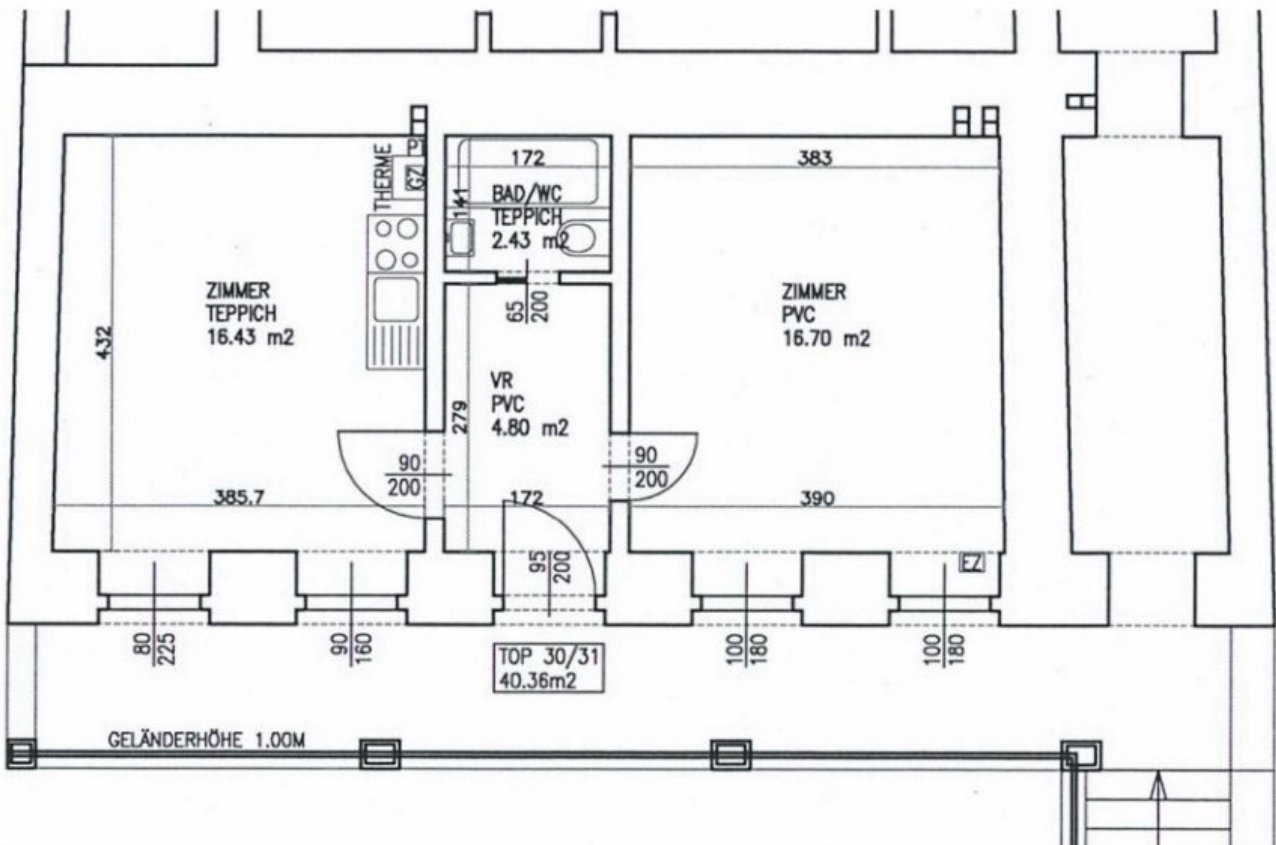 THERME
P
GZ
172
141
BAD/WC
TEPPICH
2.43 m2
383
ZIMMER
TEPPICH
16.43 m2
432
65
200
ZIMMER
PVC
16.70 m2
VR
PVC
4.80 m2
279
90
200
90
200
385.7
172
390
95
200
EZ
80
225
90
160
TOP 30/31
40.36m2
100
180
100
180
GELÄNDERHÖHE 1.00M